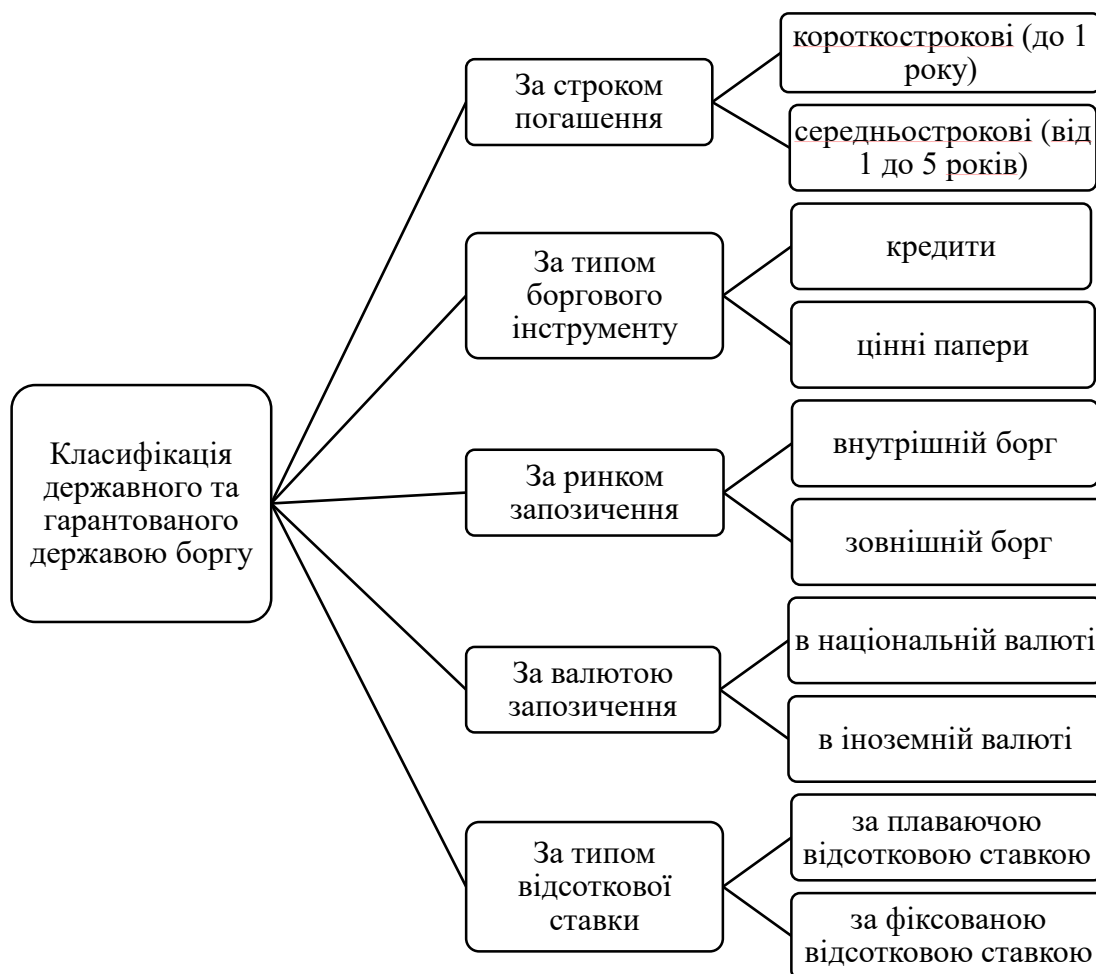 Класифікація
державного та
гарантованого
державою боргу
За строком
погашення
короткострокові (до 1
року)
середньострокові (від
1 до 5 років)
За типом
боргового
інструменту
кредити
цінні папери
За ринком
запозичення
внутрішній борг
зовнішній борг
За валютою
запозичення
в національній валюті
в іноземній валюті
За типом
відсоткової
ставки
за плаваючою
відсотковою ставкою
за фіксованою
відсотковою ставкою